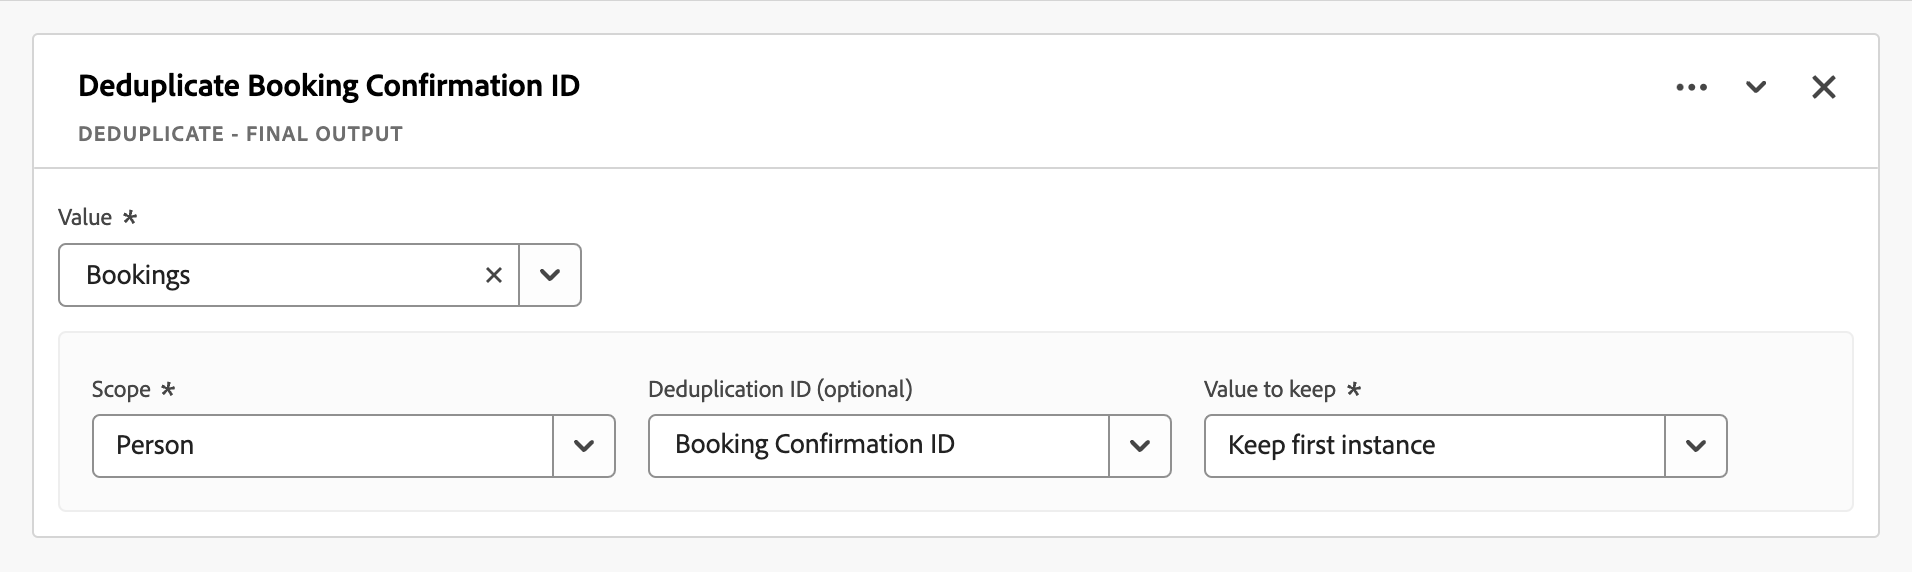 Deduplicate Booking Confirmation ID
DEDUPLICATE - FINAL OUTPUT
Value *
Bookings
Scope *
Deduplication ID (optional)
Value to keep *
Person
Booking Confirmation ID
Keep first instance